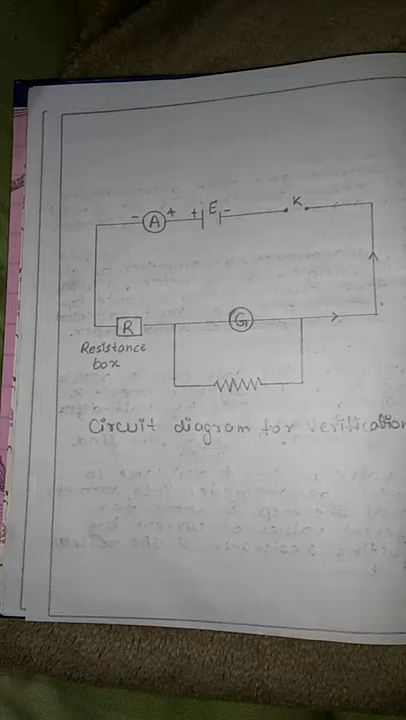 - A + + E - K
R G
Resistance
box
Circuit diagram for verification